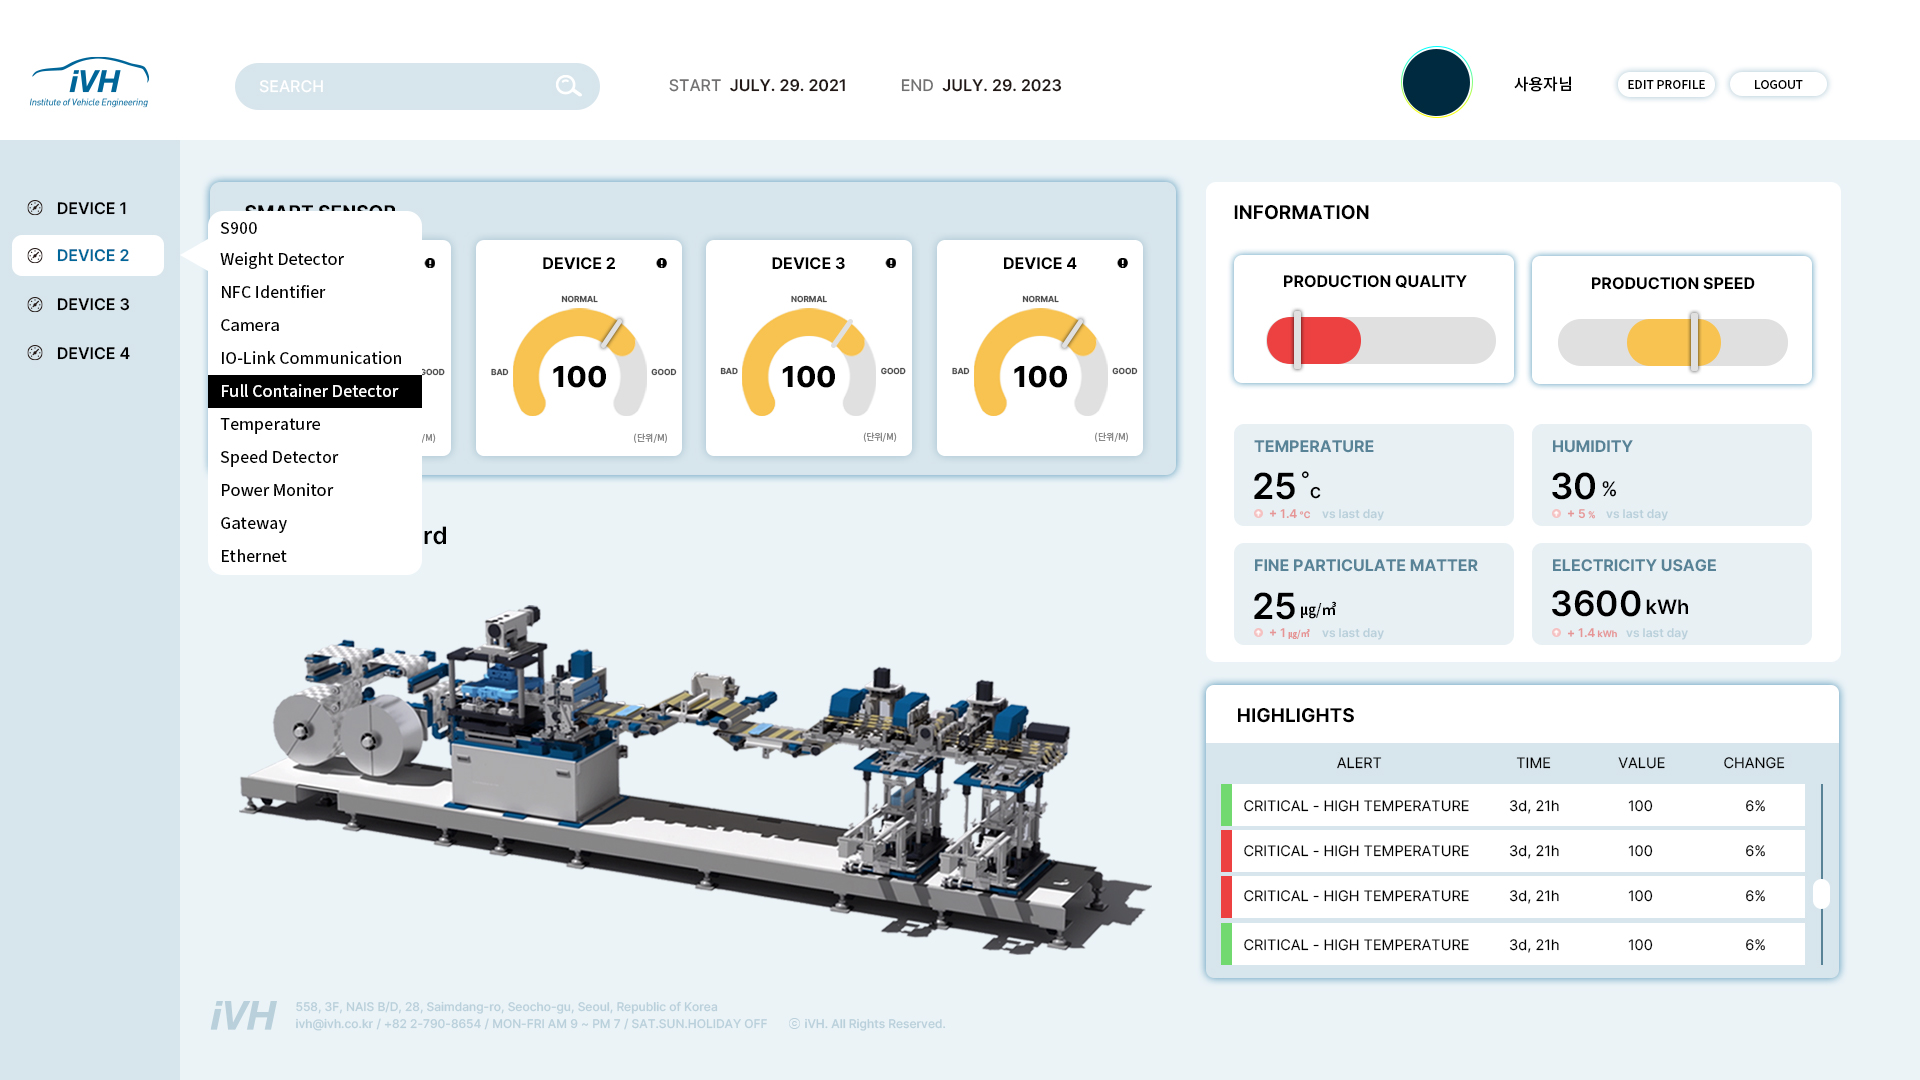 iVH
Institute of Vehicle Engineering
SEARCH
START JULY. 29. 2021
END JULY. 29. 2023
사용자님
EDIT PROFILE
LOGOUT
DEVICE 1
DEVICE 2
DEVICE 3
DEVICE 4
SMART SENSOR
S900
Weight Detector
NFC Identifier
Camera
IO-Link Communication
Full Container Detector
Temperature
Speed Detector
Power Monitor
Gateway
Ethernet
GOOD
/M)
DEVICE 2
NORMAL
BAD
100
GOOD
(단위/M)
DEVICE 3
NORMAL
BAD
100
GOOD
(단위/M)
DEVICE 4
NORMAL
BAD
100
GOOD
(단위/M)
rd
INFORMATION
PRODUCTION QUALITY
PRODUCTION SPEED
TEMPERATURE
25 °C
+ 1.4 °C vs last day
HUMIDITY
30 %
+ 5 % vs last day
FINE PARTICULATE MATTER
25 µg/㎥
+ 1 µg/㎥ vs last day
ELECTRICITY USAGE
3600 kWh
+ 1.4 kWh vs last day
HIGHLIGHTS
ALERT TIME VALUE CHANGE
CRITICAL - HIGH TEMPERATURE 3d, 21h 100 6%
CRITICAL - HIGH TEMPERATURE 3d, 21h 100 6%
CRITICAL - HIGH TEMPERATURE 3d, 21h 100 6%
CRITICAL - HIGH TEMPERATURE 3d, 21h 100 6%
iVH
558, 3F, NAIS B/D, 28, Saimdang-ro, Seocho-gu, Seoul, Republic of Korea
ivh@ivh.co.kr / +82 2-790-8654 / MON-FRI AM 9 ~ PM 7 / SAT.SUN.HOLIDAY OFF ⓒ iVH. All Rights Reserved.